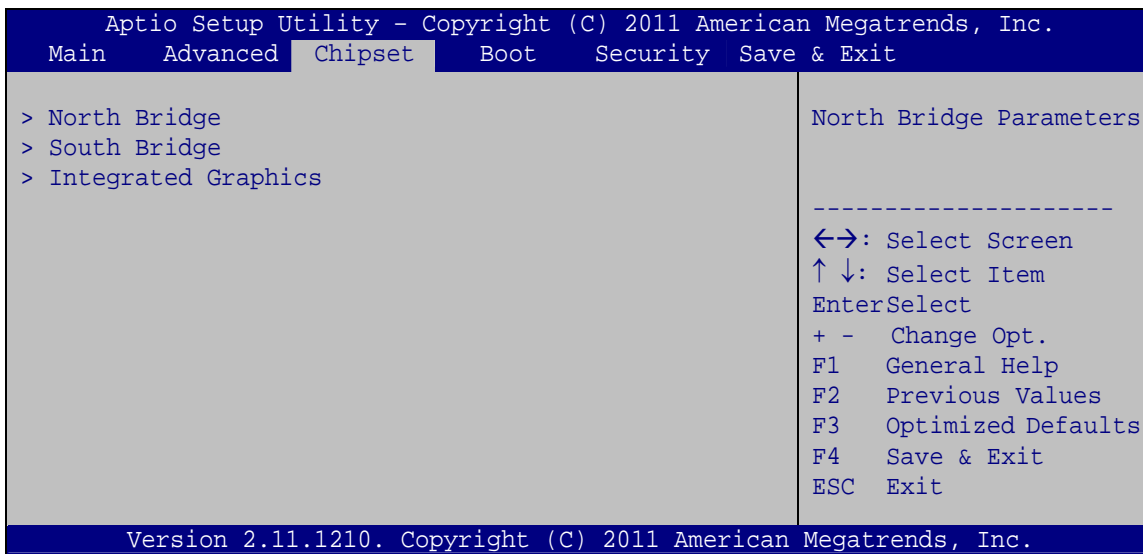 Aptio Setup Utility – Copyright (C) 2011 American Megatrends, Inc.
Main Advanced Chipset Boot Security Save & Exit
> North Bridge
> South Bridge
> Integrated Graphics
North Bridge Parameters
---------------------
←→: Select Screen
↑ ↓: Select Item
EnterSelect
+ - Change Opt.
F1 General Help
F2 Previous Values
F3 Optimized Defaults
F4 Save & Exit
ESC Exit
Version 2.11.1210. Copyright (C) 2011 American Megatrends, Inc.